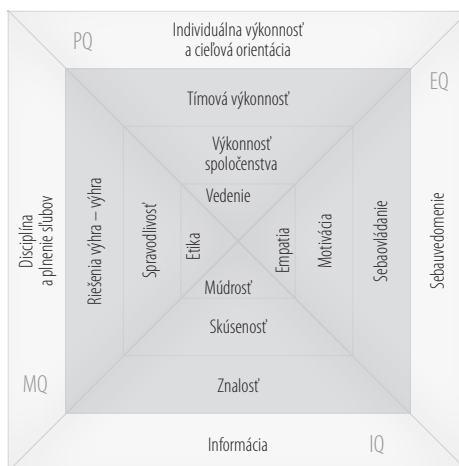 PQ
Individuálna výkonnosť
a cieľová orientácia
EQ
Tímová výkonnosť
Výkonnosť
spoločenstva
Vedenie
Disciplína
a plnenie sľubov
Riešenia výhra – výhra
Spravodlivosť
Etika
Empatia
Motivácia
Sebaovládanie
Sebauvedomenie
Múdrosť
Skúsenosť
Znalosť
MQ
Informácia
IQ